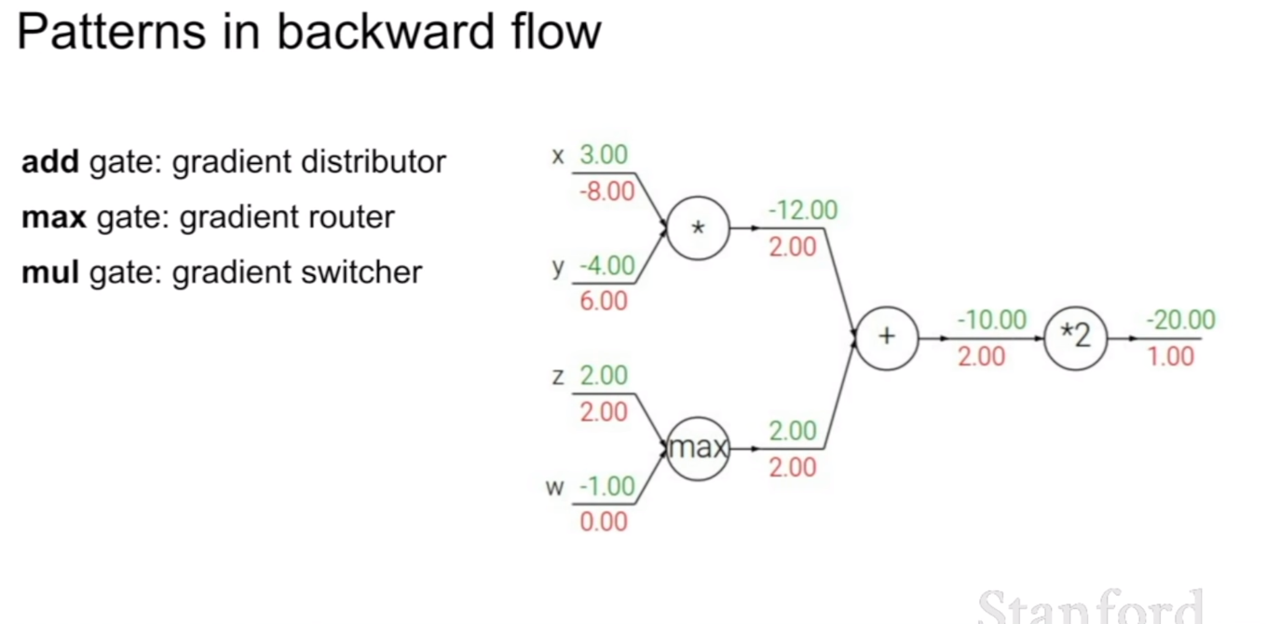 Patterns in backward flow
add gate: gradient distributor
max gate: gradient router
mul gate: gradient switcher
x 3.00
-8.00
y -4.00
6.00
*
-12.00
2.00
z 2.00
2.00
w -1.00
0.00
max
2.00
2.00
+
-10.00
2.00
*2
-20.00
1.00
Stanford